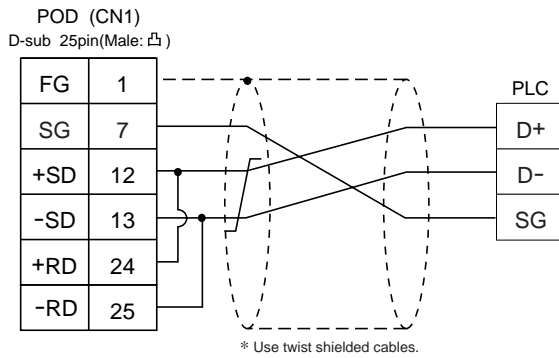 POD (CN1)
D-sub 25pin(Male: )
FG 1
SG 7
+SD 12
-SD 13
+RD 24
-RD 25
PLC
D+
D-
SG
* Use twist shielded cables.